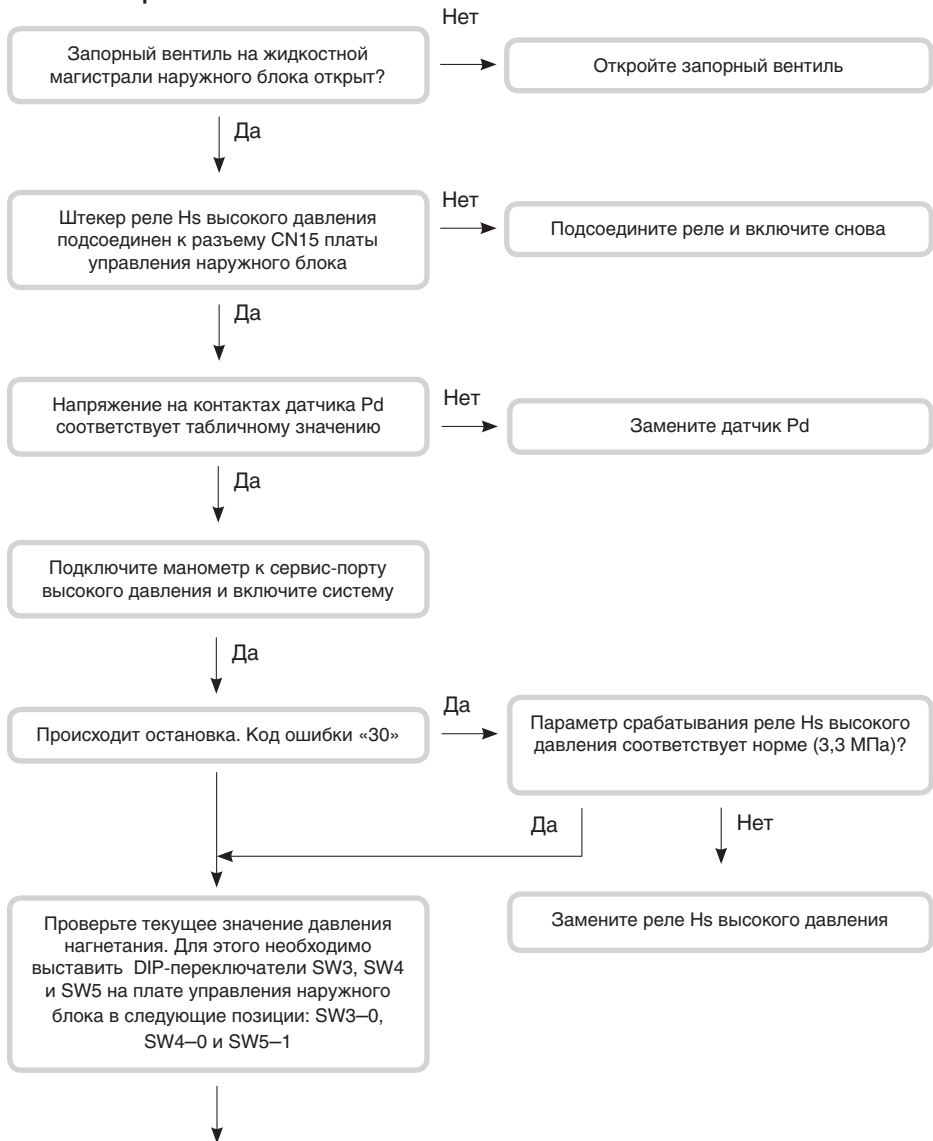 Нет
Запорный вентиль на жидкостной
магистрали наружного блока открыт?
Откройте запорный вентиль
Да
Штекер реле Hs высокого давления
подсоединен к разъему CN15 платы
управления наружного блока
Нет
Подсоедините реле и включите снова
Да
Напряжение на контактах датчика Pd
соответствует табличному значению
Нет
Замените датчик Pd
Да
Подключите манометр к сервис-порту
высокого давления и включите систему
Да
Происходит остановка. Код ошибки «30»
Да
Параметр срабатывания реле Hs высокого
давления соответствует норме (3,3 МПа)?
Да
Нет
Проверьте текущее значение давления
нагнетания. Для этого необходимо
выставить DIP-переключатели SW3, SW4
и SW5 на плате управления наружного
блока в следующие позиции: SW3–0,
SW4–0 и SW5–1
Замените реле Hs высокого давления